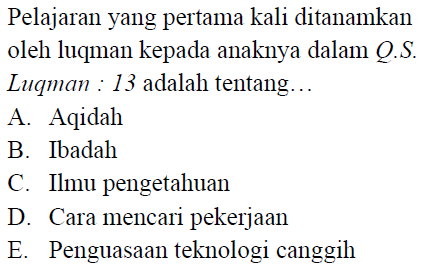 Pelajaran yang pertama kali ditanamkan
oleh luqman kepada anaknya dalam Q.S.
Luqman : 13 adalah tentang…
A. Aqidah
B. Ibadah
C. Ilmu pengetahuan
D. Cara mencari pekerjaan
E. Penguasaan teknologi canggih